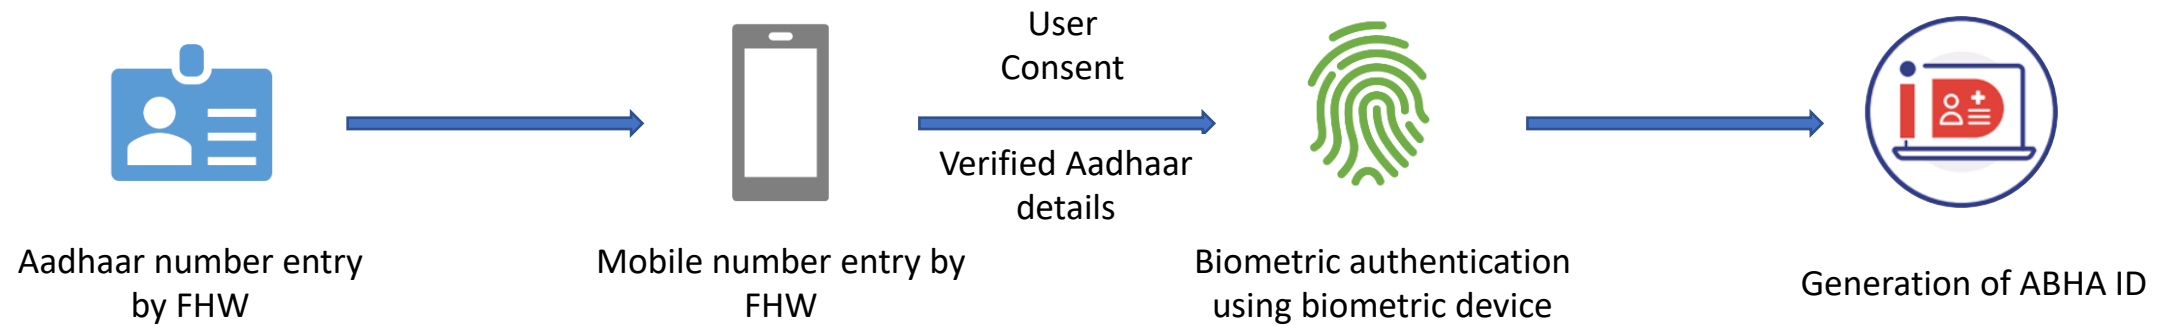 User
Consent
Verified Aadhaar
details
Aadhaar number entry
by FHW
Mobile number entry by
FHW
Biometric authentication
using biometric device
Generation of ABHA ID